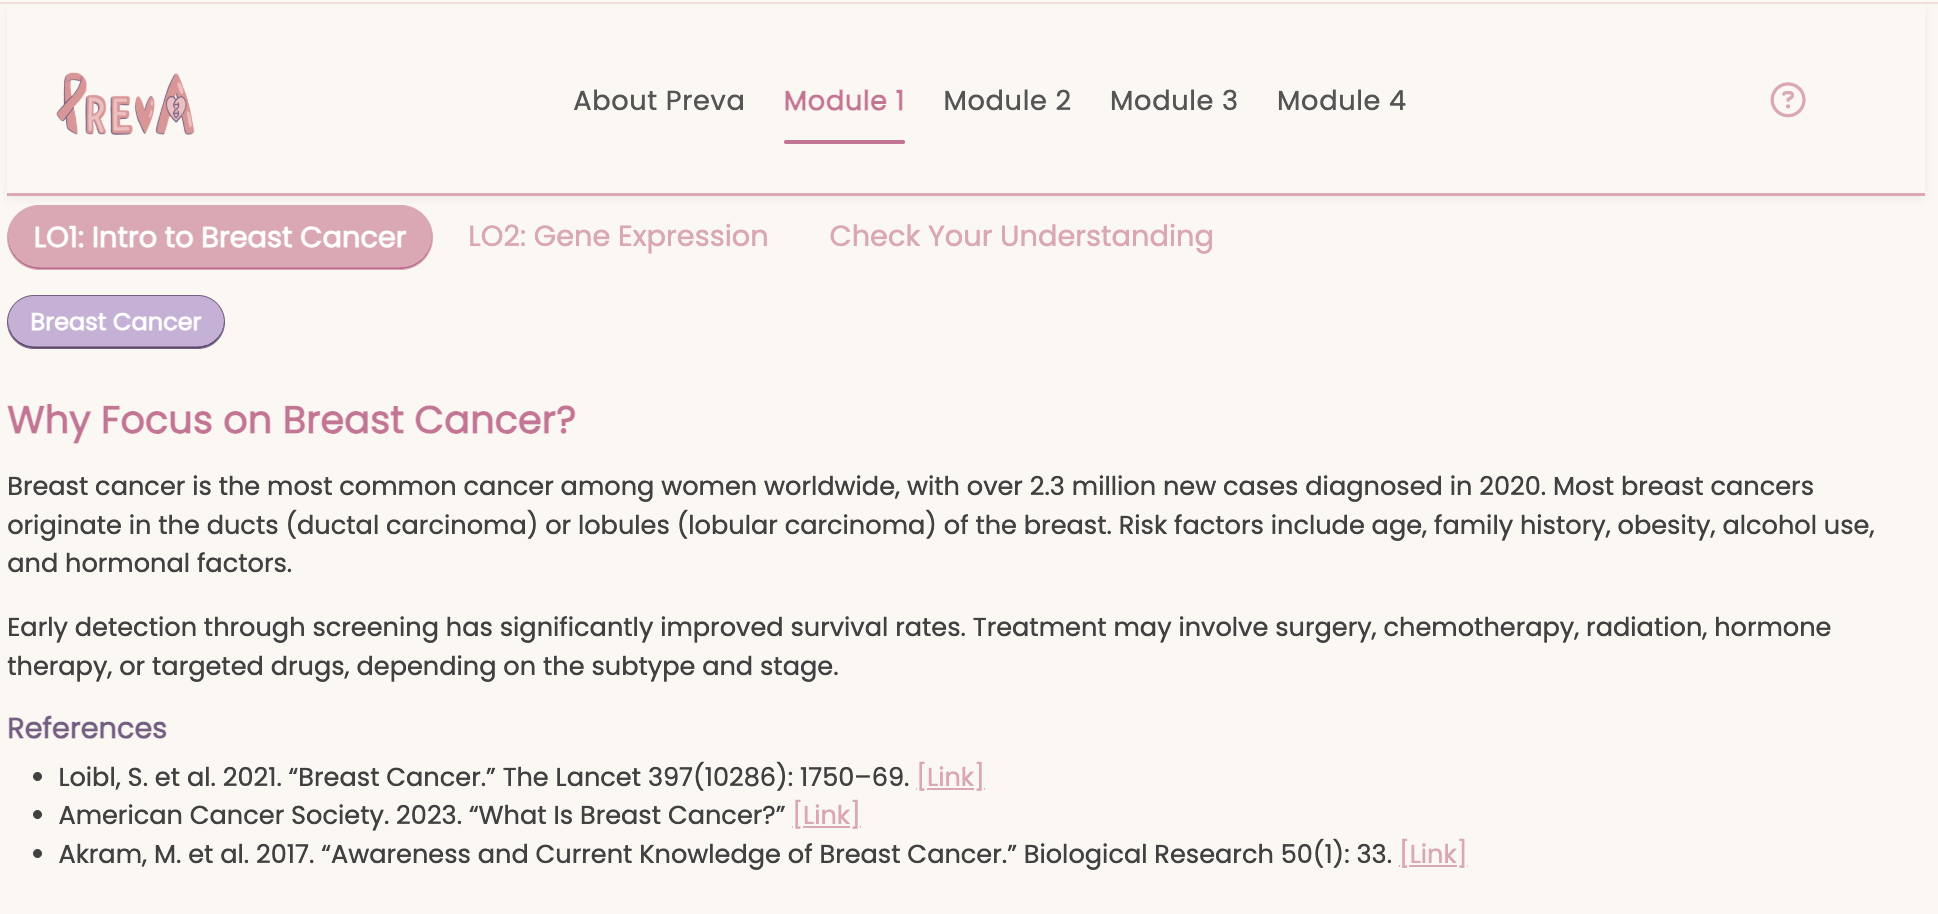 PREVA
About Preva
Module 1
Module 2
Module 3
Module 4
?
LO1: Intro to Breast Cancer
LO2: Gene Expression
Check Your Understanding
Breast Cancer
Why Focus on Breast Cancer?
Breast cancer is the most common cancer among women worldwide, with over 2.3 million new cases diagnosed in 2020. Most breast cancers
originate in the ducts (ductal carcinoma) or lobules (lobular carcinoma) of the breast. Risk factors include age, family history, obesity, alcohol use,
and hormonal factors.
Early detection through screening has significantly improved survival rates. Treatment may involve surgery, chemotherapy, radiation, hormone
therapy, or targeted drugs, depending on the subtype and stage.
References
• Loibl, S. et al. 2021. “Breast Cancer.” The Lancet 397(10286): 1750–69. [Link]
• American Cancer Society. 2023. “What Is Breast Cancer?” [Link]
• Akram, M. et al. 2017. “Awareness and Current Knowledge of Breast Cancer.” Biological Research 50(1): 33. [Link]